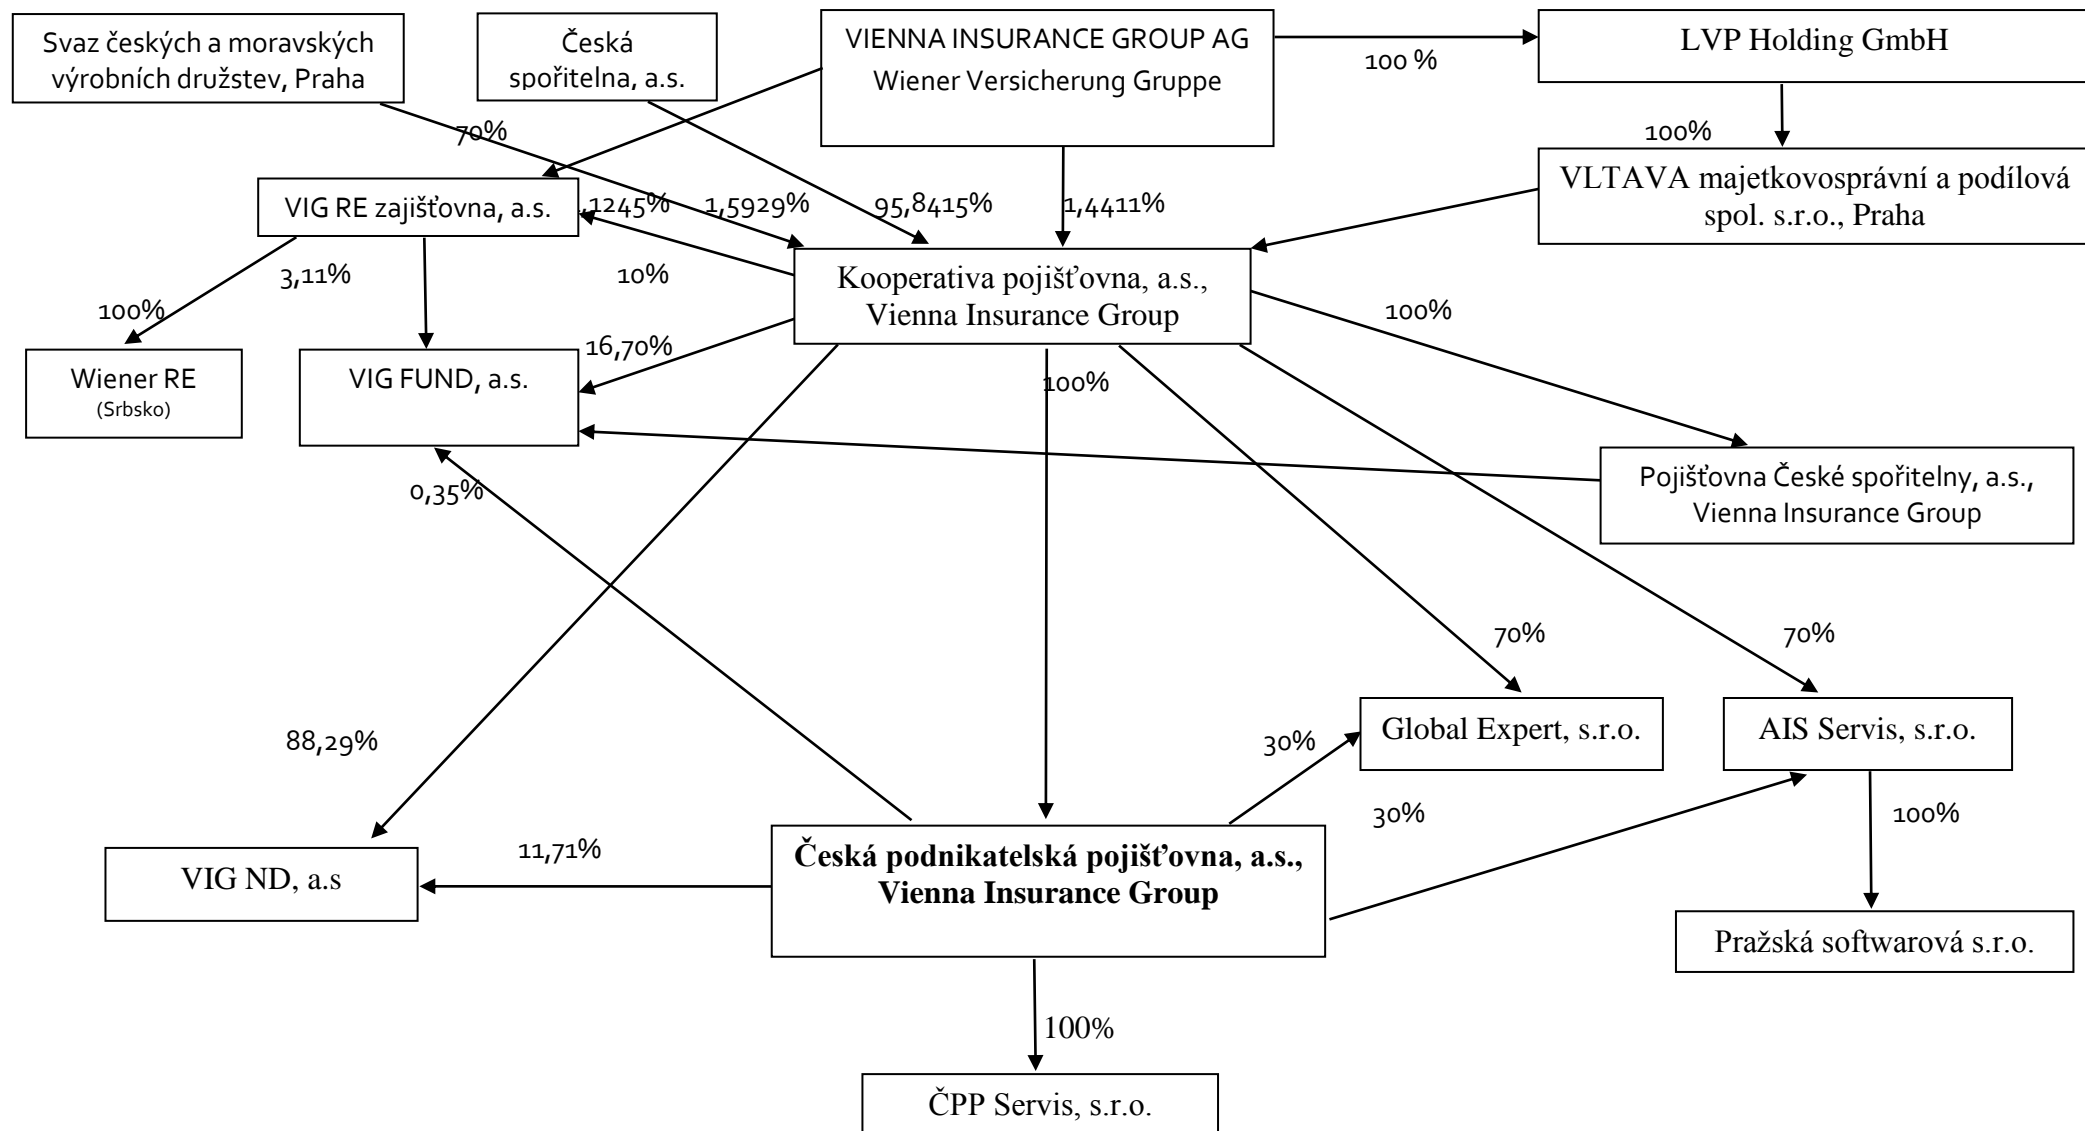 Svaz českých a moravských
výrobních družstev, Praha
Česká
spořitelna, a.s.
VIENNA INSURANCE GROUP AG
Wiener Versicherung Gruppe
LVP Holding GmbH
100 %
70%
100%
VLTAVA majetkovosprávní a podílová
spol. s.r.o., Praha
VIG RE zajišťovna, a.s.
,1245%
1,5929%
95,8415%
1,4411%
3,11%
10%
Kooperativa pojišťovna, a.s.,
Vienna Insurance Group
100%
100%
16,70%
Wiener RE
(Srbsko)
VIG FUND, a.s.
100%
0,35%
Pojišťovna České spořitelny, a.s.,
Vienna Insurance Group
70%
70%
88,29%
30%
Global Expert, s.r.o.
AIS Servis, s.r.o.
30%
100%
11,71%
VIG ND, a.s
Česká podnikatelská pojišťovna, a.s.,
Vienna Insurance Group
Pražská softwarová s.r.o.
100%
ČPP Servis, s.r.o.